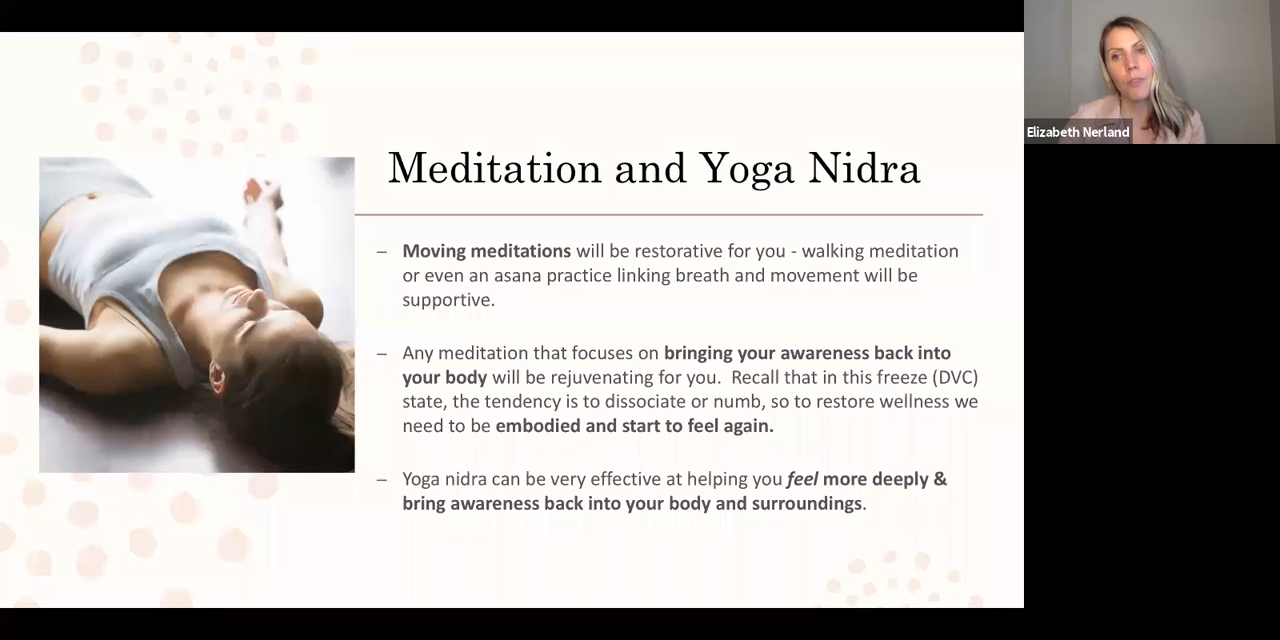 Elizabeth Nerland
Meditation and Yoga Nidra
– Moving meditations will be restorative for you - walking meditation
or even an asana practice linking breath and movement will be
supportive.
– Any meditation that focuses on bringing your awareness back into
your body will be rejuvenating for you. Recall that in this freeze (DVC)
state, the tendency is to dissociate or numb, so to restore wellness we
need to be embodied and start to feel again.
– Yoga nidra can be very effective at helping you feel more deeply &
bring awareness back into your body and surroundings.